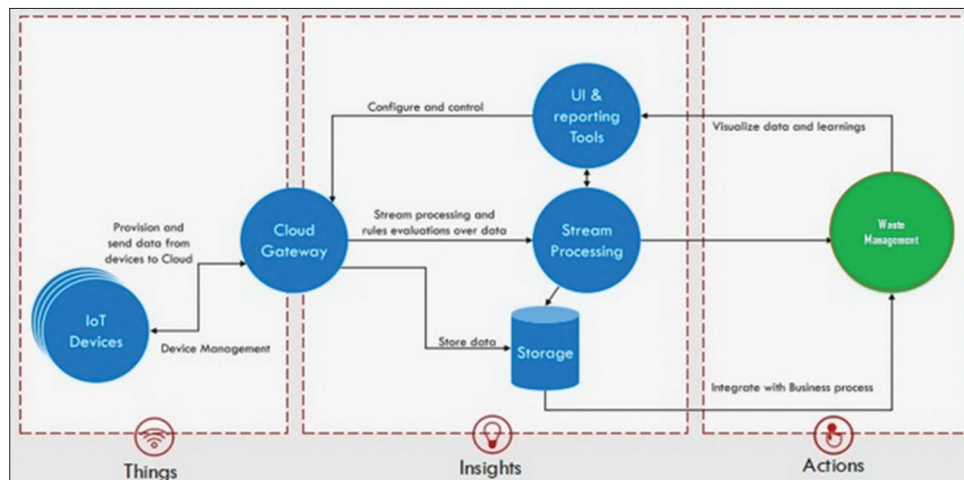 Configure and control
UI &
reporting
Tools
Visualize data and learnings
Provision and
send data from
devices to Cloud
Cloud
Gateway
Stream processing and
rules evaluations over data
Stream
Processing
Waste
Management
IoT
Devices
Device Management
Store data
Storage
Integrate with Business process
Things
Insights
Actions